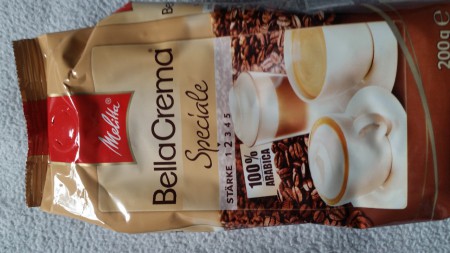 Melitta
BellaCrema®
Speciale
STÄRKE 1 2 3 4 5
100%
ARABICA
200g e